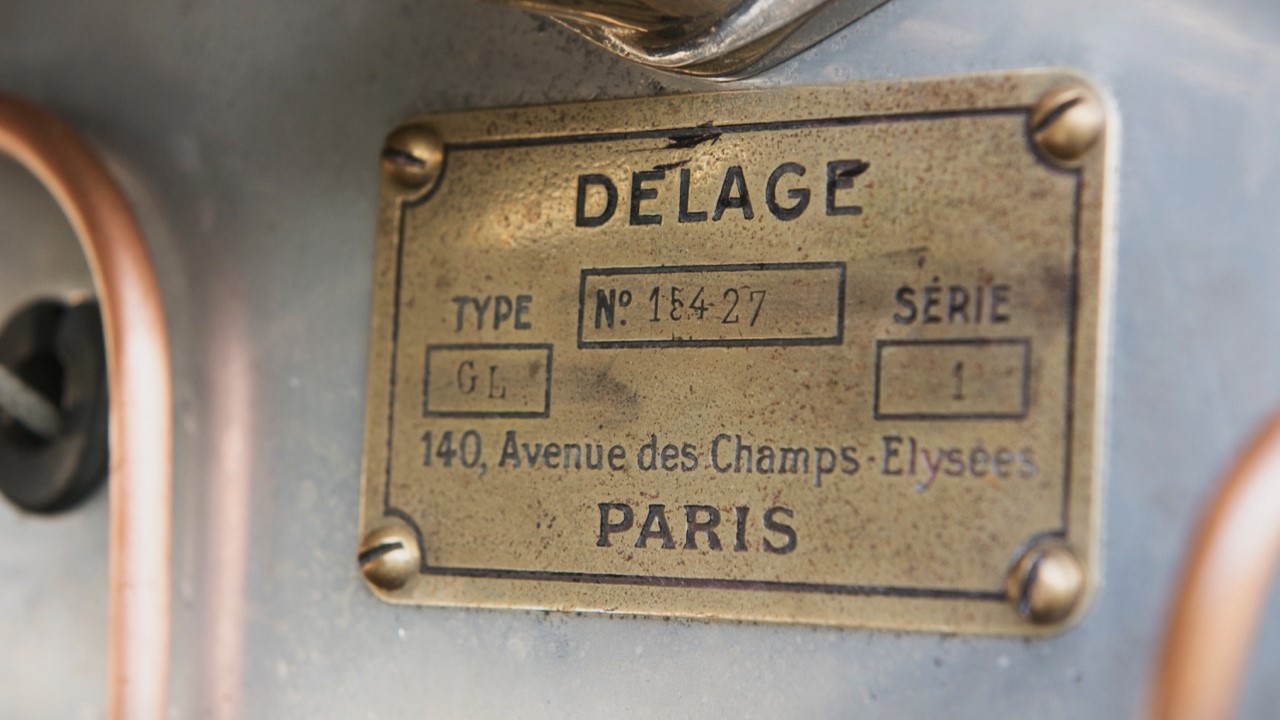 DELAGE
TYPE Nº 15427 SÉRIE
GL 1
140, Avenue des Champs-Elysées
PARIS